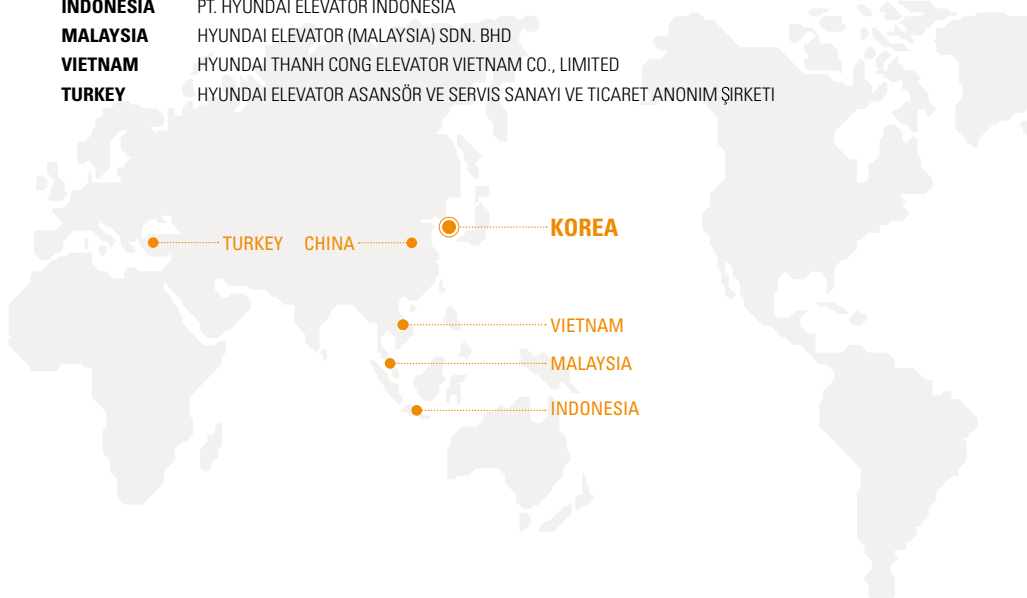 INDONESIA PT. HYUNDAI ELEVATOR INDONESIA
MALAYSIA HYUNDAI ELEVATOR (MALAYSIA) SDN. BHD
VIETNAM HYUNDAI THANH CONG ELEVATOR VIETNAM CO., LIMITED
TURKEY HYUNDAI ELEVATOR ASANSÖR VE SERVIS SANAYI VE TICARET ANONIM ŞIRKETI
KOREA
TURKEY CHINA
VIETNAM
MALAYSIA
INDONESIA